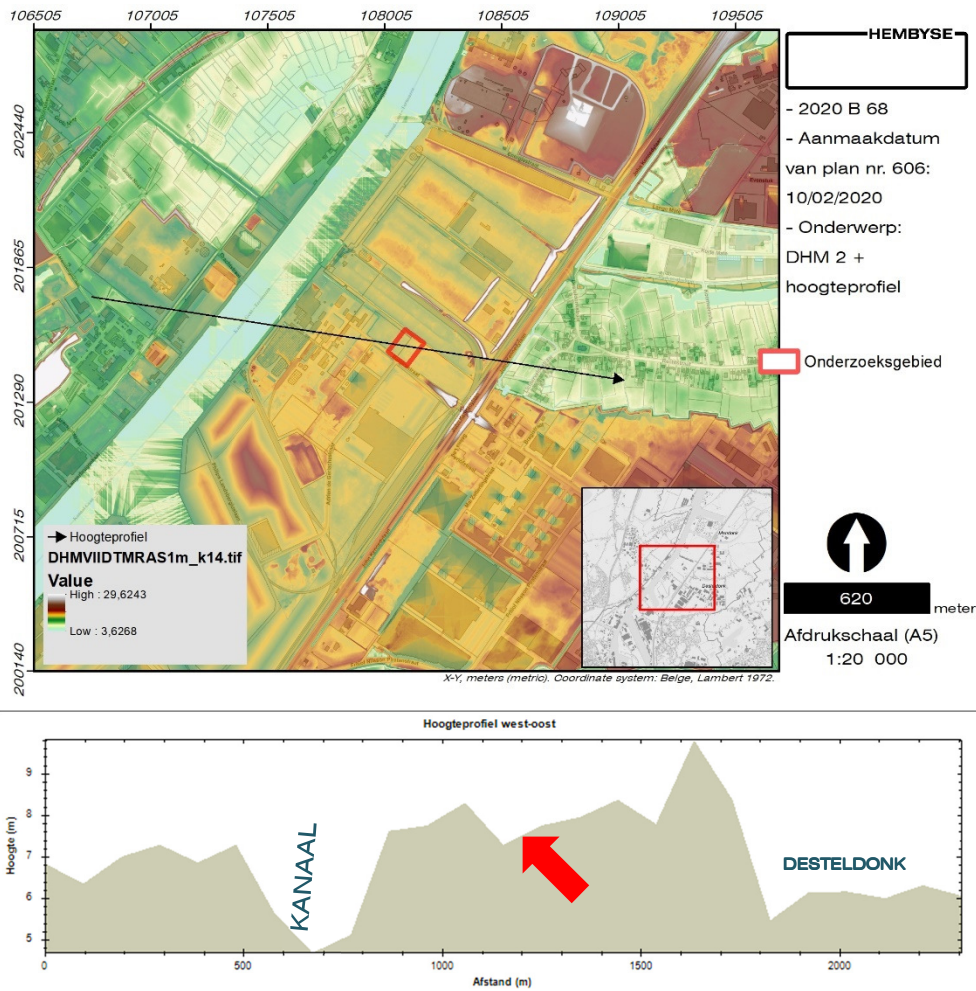 106505 107005 107505 108005 108505 109005 109505
202440
201865
201290
200715
200140
HEMBYSE
- 2020 B 68
- Aanmaakdatum
van plan nr. 606:
10/02/2020
- Onderwerp:
DHM 2 +
hoogteprofiel
Onderzoeksgebied
Hoogteprofiel
DHMVIIDTMRAS1m_k14.tif
Value
High : 29,6243
Low : 3,6268
620 meter
Afdrukschaal (A5)
1:20 000
X-Y, meters (metric). Coordinate system: Belge, Lambert 1972.
Hoogteprofiel west-oost
Hoogte (m)
9
8
7
6
5
KANAAL
DESTELDONK
0 500 1000 1500 2000
Afstand (m)